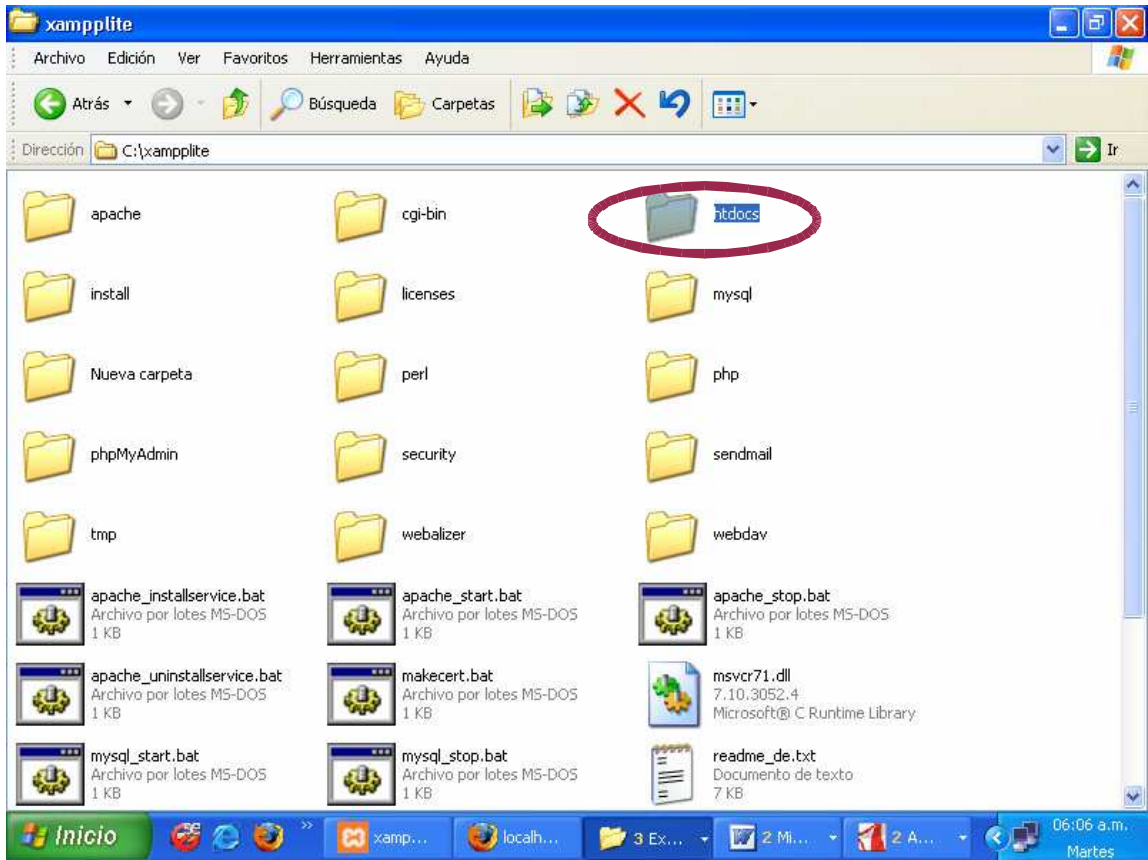 xampplite
Archivo Edición Ver Favoritos Herramientas Ayuda
Atrás Búsqueda Carpetas
Dirección C:\xampplite Ir
apache cgi-bin htdocs
install licenses mysql
Nueva carpeta perl php
phpMyAdmin security sendmail
tmp webalizer webdav
apache_installservice.bat apache_start.bat apache_stop.bat
Archivo por lotes MS-DOS Archivo por lotes MS-DOS Archivo por lotes MS-DOS
1 KB 1 KB 1 KB
apache_uninstallservice.bat makecert.bat msvcr71.dll
Archivo por lotes MS-DOS Archivo por lotes MS-DOS 7.10.3052.4
1 KB 1 KB Microsoft® C Runtime Library
mysql_start.bat mysql_stop.bat readme_de.txt
Archivo por lotes MS-DOS Archivo por lotes MS-DOS Documento de texto
1 KB 1 KB 7 KB
Inicio » xamp... localh... 3 Ex... 2 Mi... 2 A... 06:06 a.m.
Martes